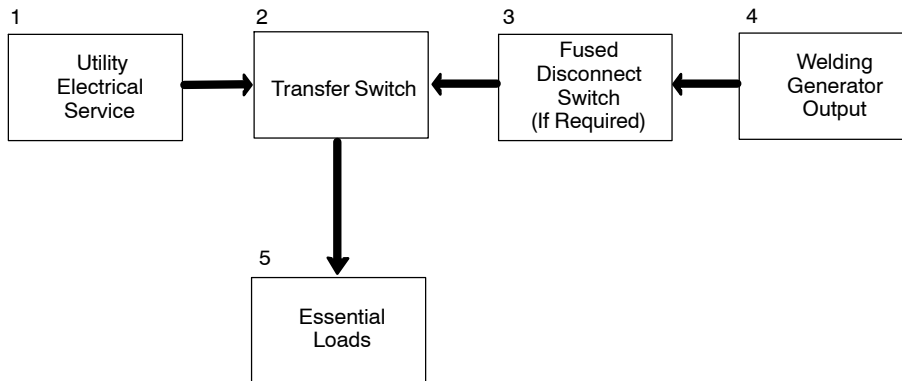 1
Utility
Electrical
Service
2
Transfer Switch
3
Fused
Disconnect
Switch
(If Required)
4
Welding
Generator
Output
5
Essential
Loads